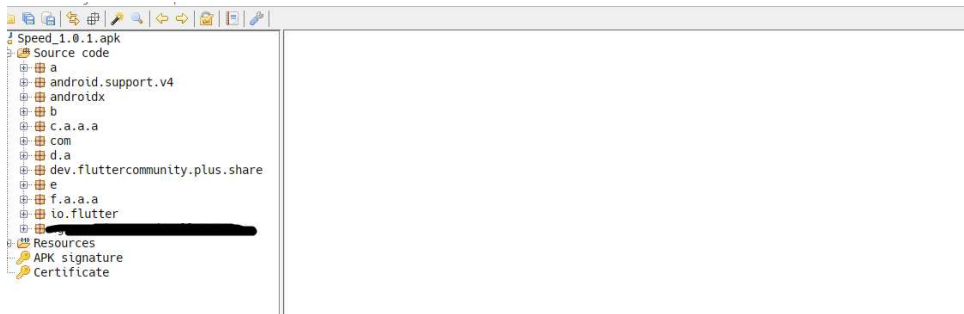 Speed_1.0.1.apk
Source code
a
android.support.v4
androidx
b
c.a.a.a
com
d.a
dev.fluttercommunity.plus.share
e
f.a.a.a
io.flutter
Resources
APK signature
Certificate